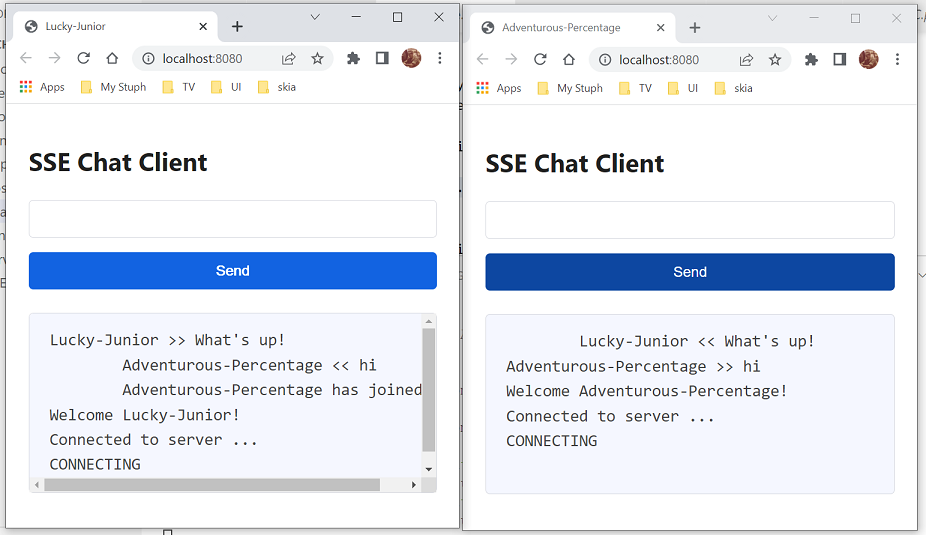 Lucky-Junior
localhost:8080
Apps My Stuph TV UI skia
SSE Chat Client
Send
Lucky-Junior >> What's up!
Adventurous-Percentage << hi
Adventurous-Percentage has joined
Welcome Lucky-Junior!
Connected to server ...
CONNECTING
Adventurous-Percentage
localhost:8080
Apps My Stuph TV UI skia
SSE Chat Client
Send
Lucky-Junior << What's up!
Adventurous-Percentage >> hi
Welcome Adventurous-Percentage!
Connected to server ...
CONNECTING